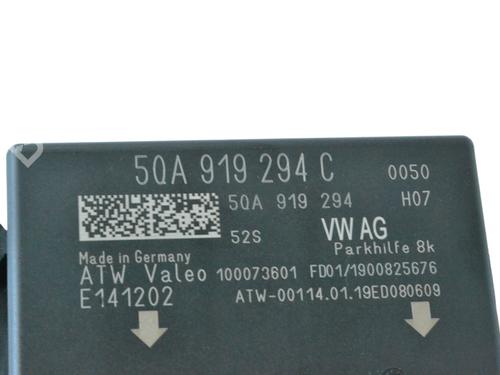 5QA 919 294 C 0050
5QA 919 294 H07
52S VW AG
Parkhilfe 8k
Made in Germany
ATW Valeo 100073601 FD01/1900825676
E141202 ATW-00114.01.19ED080609